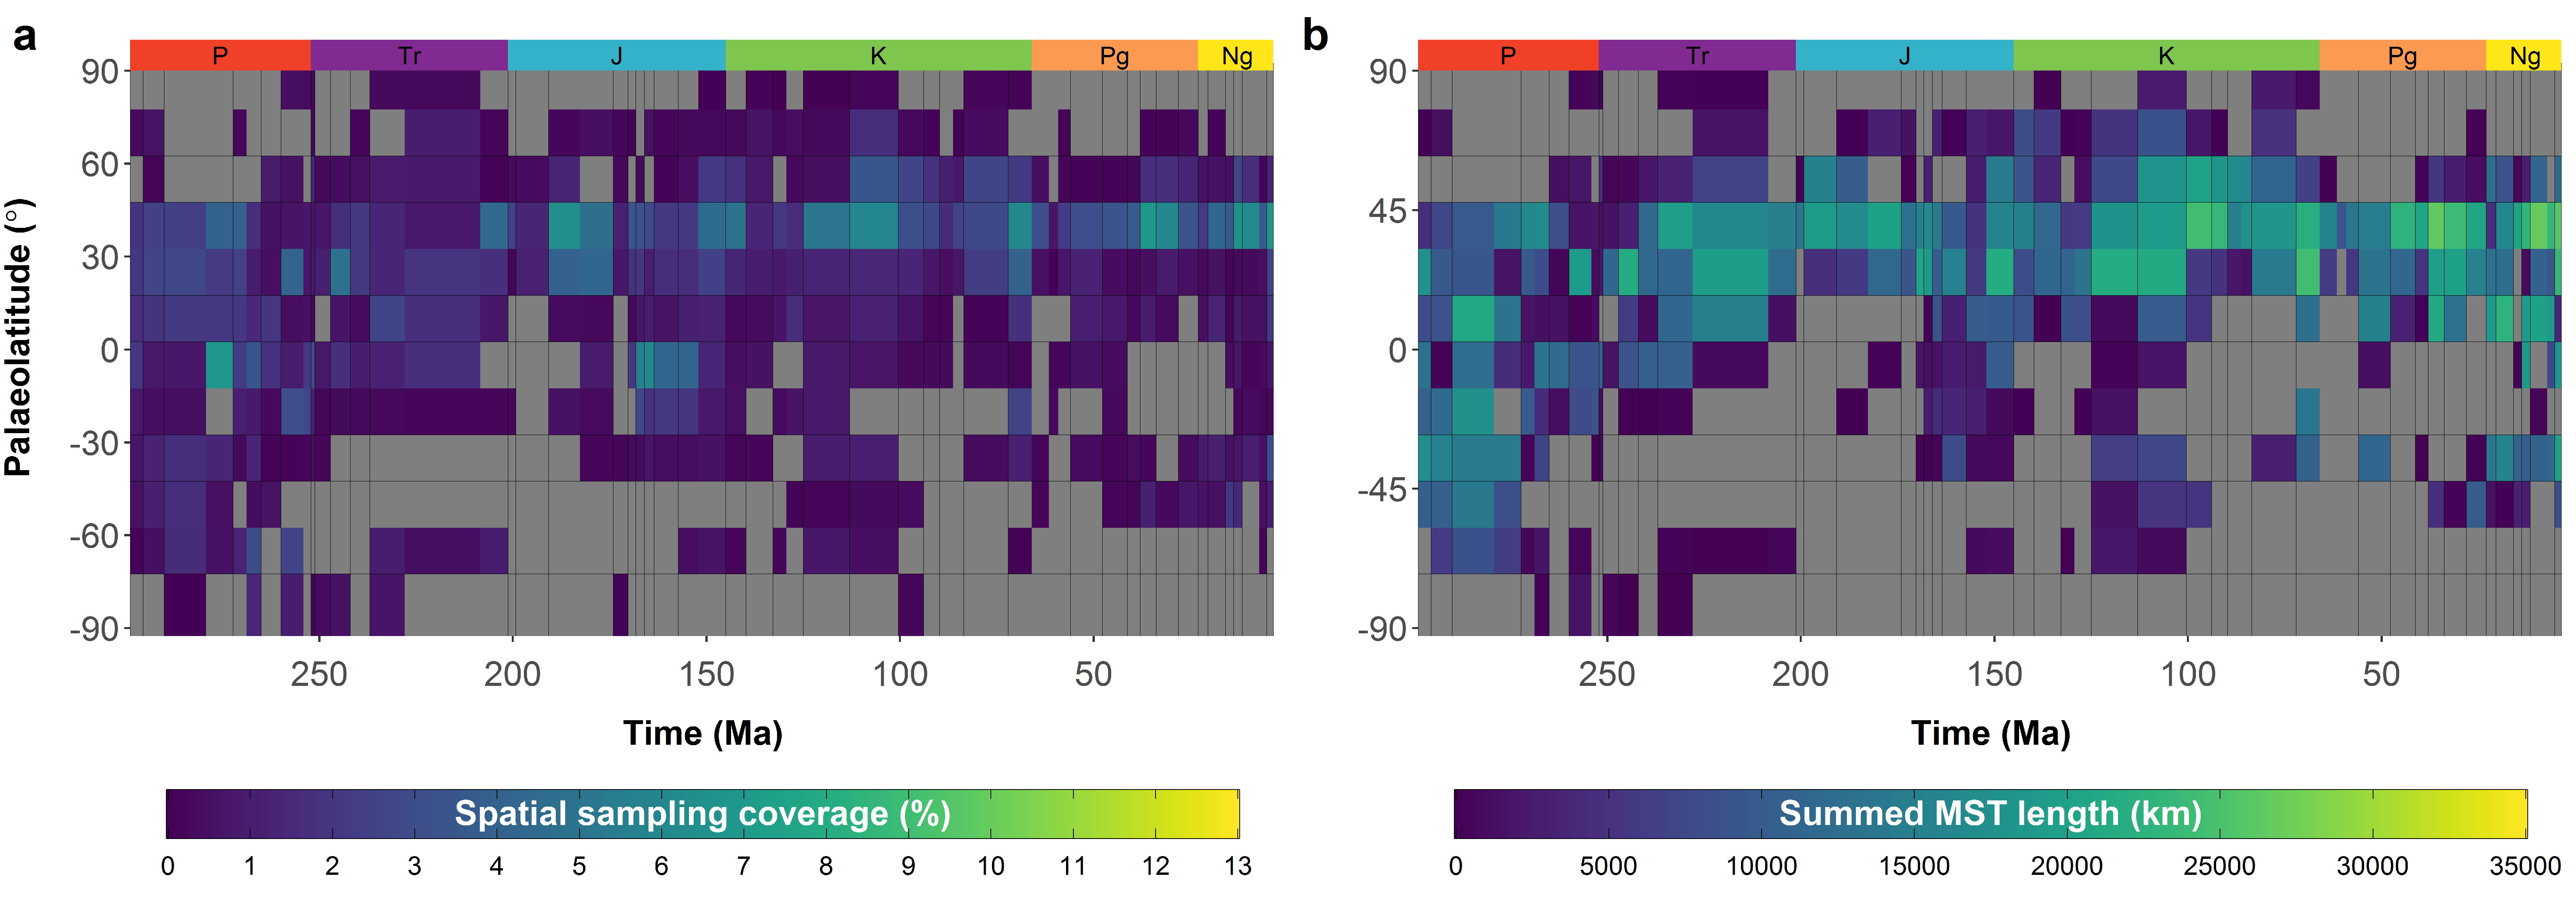 a
P Tr J K Pg Ng
90
60
30
0
-30
-60
-90
Palaeolatitude (°)
250 200 150 100 50
Time (Ma)
Spatial sampling coverage (%)
0 1 2 3 4 5 6 7 8 9 10 11 12 13
b
P Tr J K Pg Ng
90
45
0
-45
-90
250 200 150 100 50
Time (Ma)
Summed MST length (km)
0 5000 10000 15000 20000 25000 30000 35000